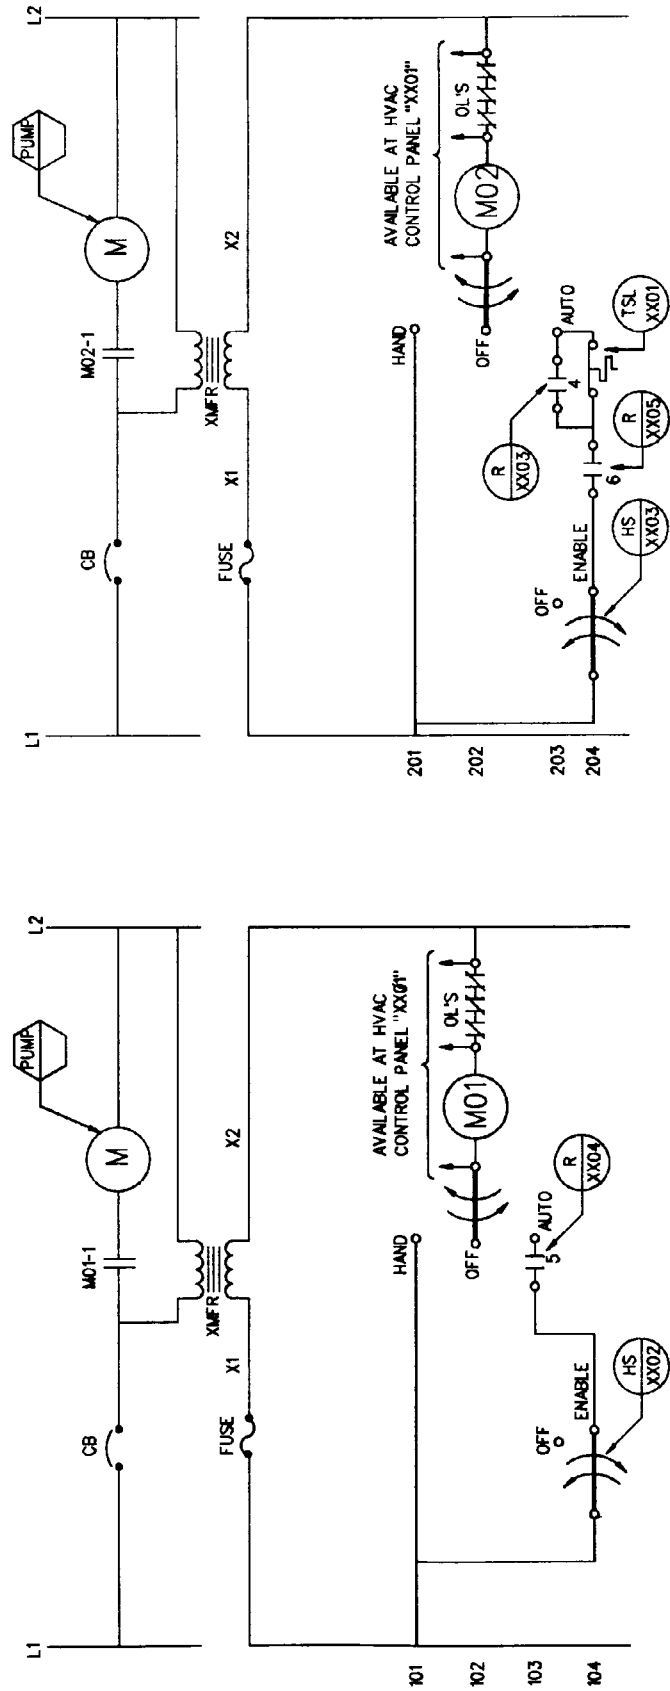 L1
L2
PUMP
M
M01-1
CB
XMFR
X2
X1
FUSE
AVAILABLE AT HVAC
CONTROL PANEL "XX01"
OL'S
M01
HAND
OFF
AUTO
R
XX04
5
ENABLE
OFF
HS
XX02
101
102
103
104
L1
L2
PUMP
M
M02-1
CB
XMFR
X2
X1
FUSE
AVAILABLE AT HVAC
CONTROL PANEL "XX01"
OL'S
M02
HAND
OFF
AUTO
TSL
XX01
4
R
XX03
R
XX05
6
ENABLE
OFF
HS
XX03
201
202
203
204